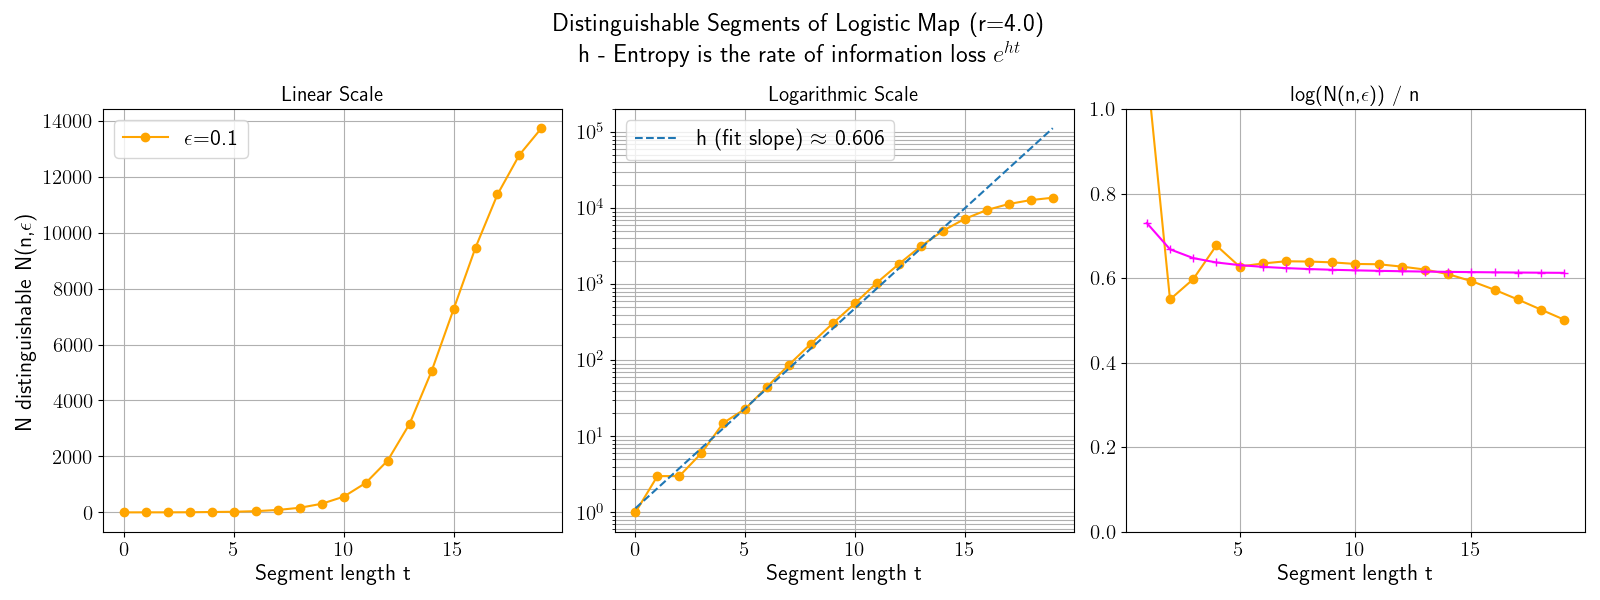 Distinguishable Segments of Logistic Map (r=4.0)
h - Entropy is the rate of information loss e^{ht}
Linear Scale
N distinguishable N(n,ϵ)
14000
12000
10000
8000
6000
4000
2000
0
ϵ=0.1
0 5 10 15
Segment length t
Logarithmic Scale
10^5
10^4
10^3
10^2
10^1
10^0
h (fit slope) ≈ 0.606
0 5 10 15
Segment length t
log(N(n,ϵ)) / n
1.0
0.8
0.6
0.4
0.2
0.0
5 10 15
Segment length t